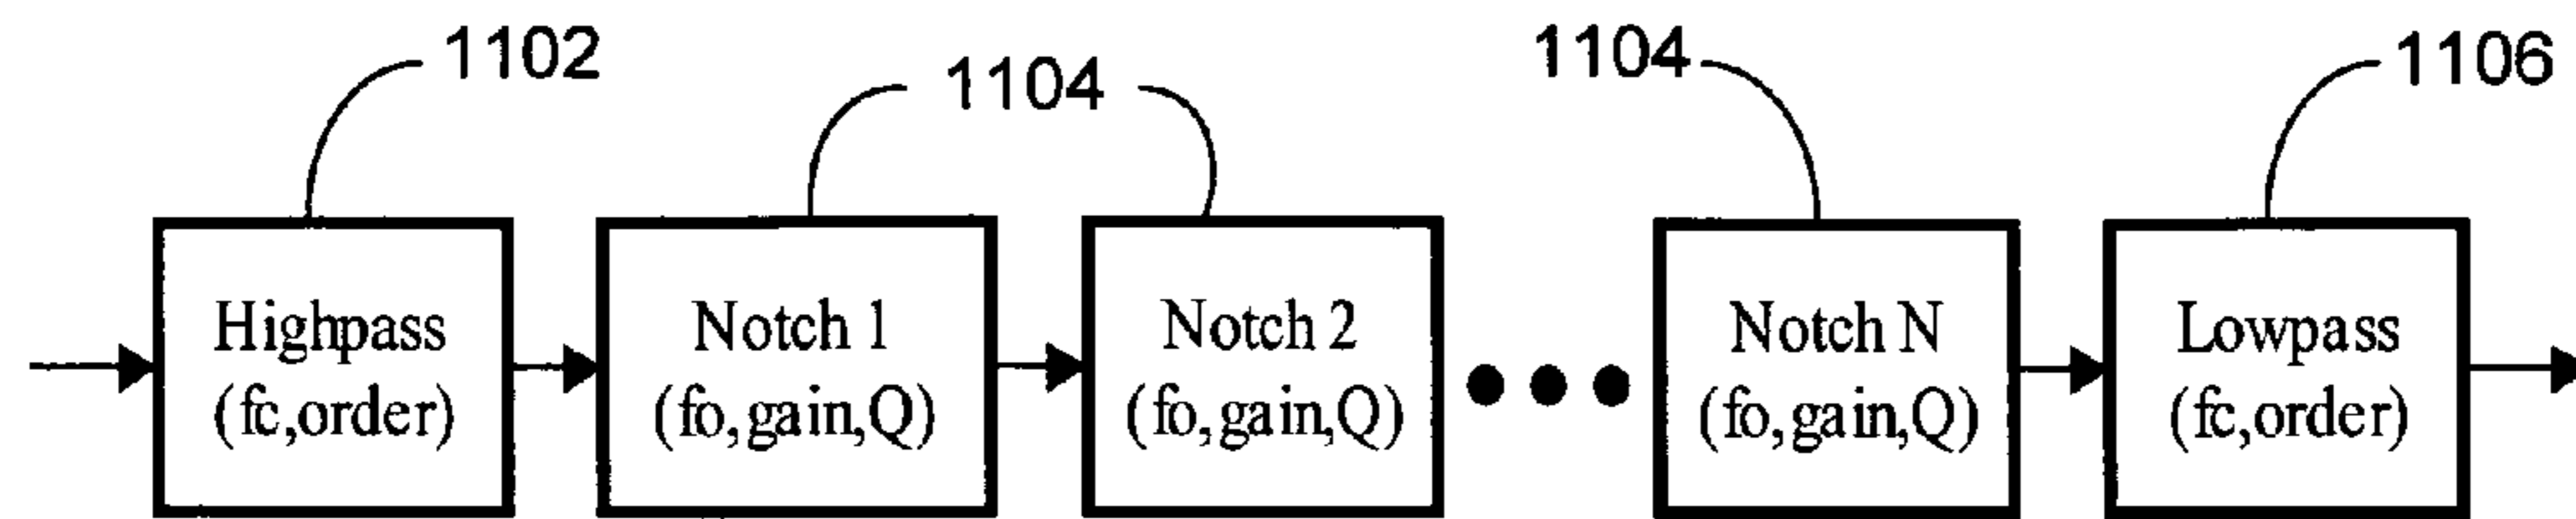 1102
1104
1104
1106
Highpass
(fc,order)
Notch 1
(fo,gain,Q)
Notch 2
(fo,gain,Q)
Notch N
(fo,gain,Q)
Lowpass
(fc,order)